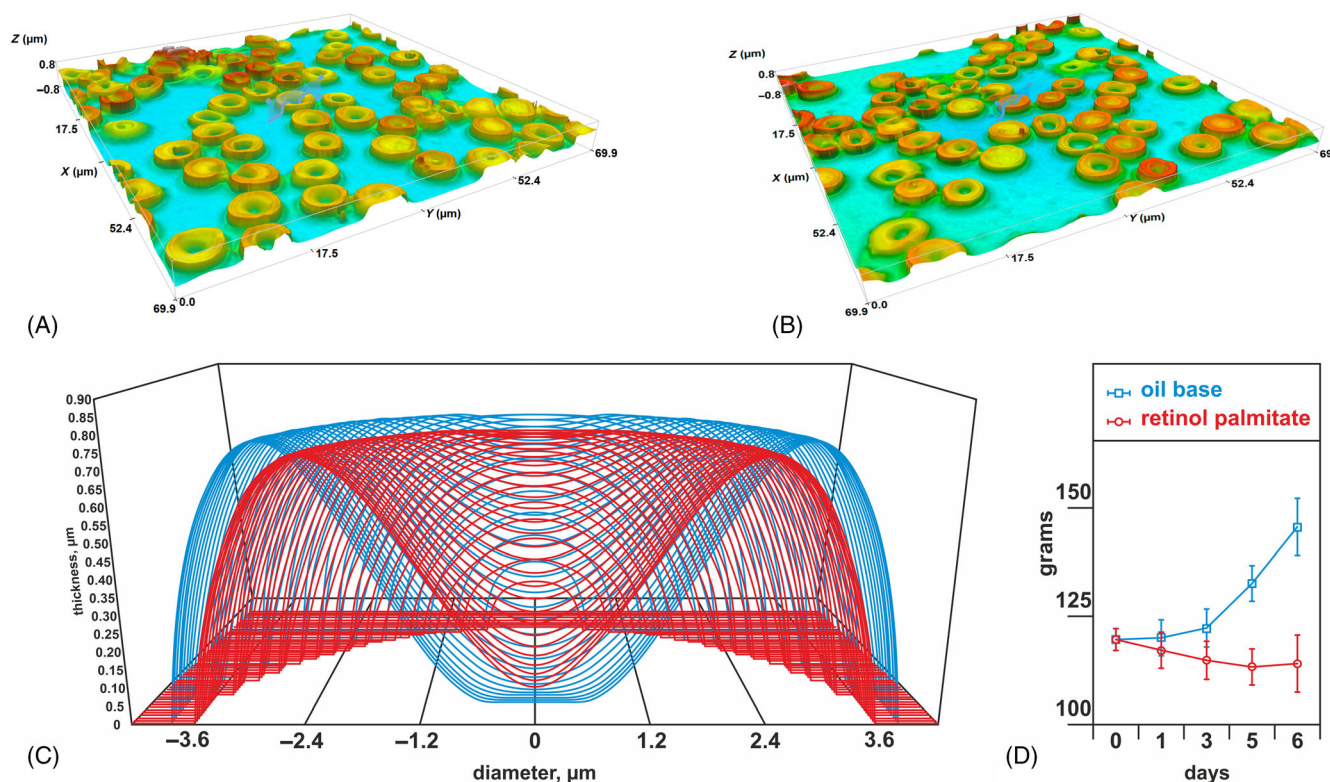 Z (µm)
0.8
−0.8
17.5
X (µm)
52.4
69.9
0.0
17.5
Y (µm)
52.4
69.9
(A)
Z (µm)
0.8
−0.8
17.5
X (µm)
52.4
69.9
0.0
17.5
Y (µm)
52.4
69
(B)
0.90
0.85
0.80
0.75
0.70
0.65
0.60
0.55
0.50
0.45
0.40
0.35
0.30
0.25
0.20
0.15
0.10
0.5
0
thickness, µm
−3.6 −2.4 −1.2 0 1.2 2.4 3.6
diameter, µm
(C)
oil base
retinol palmitate
150
125
100
grams
0 1 3 5 6
days
(D)